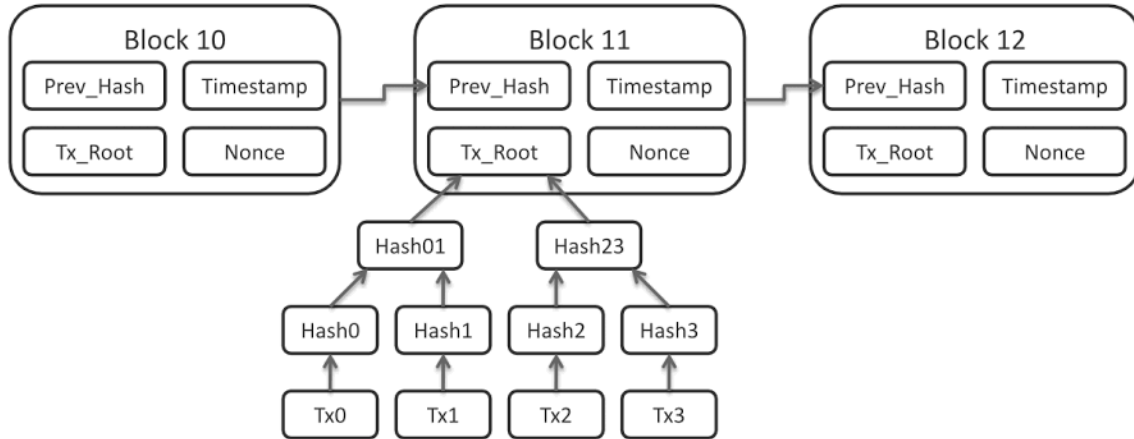 Block 10
Block 11
Block 12
Prev_Hash
Timestamp
Prev_Hash
Timestamp
Prev_Hash
Timestamp
Tx_Root
Nonce
Tx_Root
Nonce
Tx_Root
Nonce
Hash01
Hash23
Hash0
Hash1
Hash2
Hash3
Tx0
Tx1
Tx2
Tx3